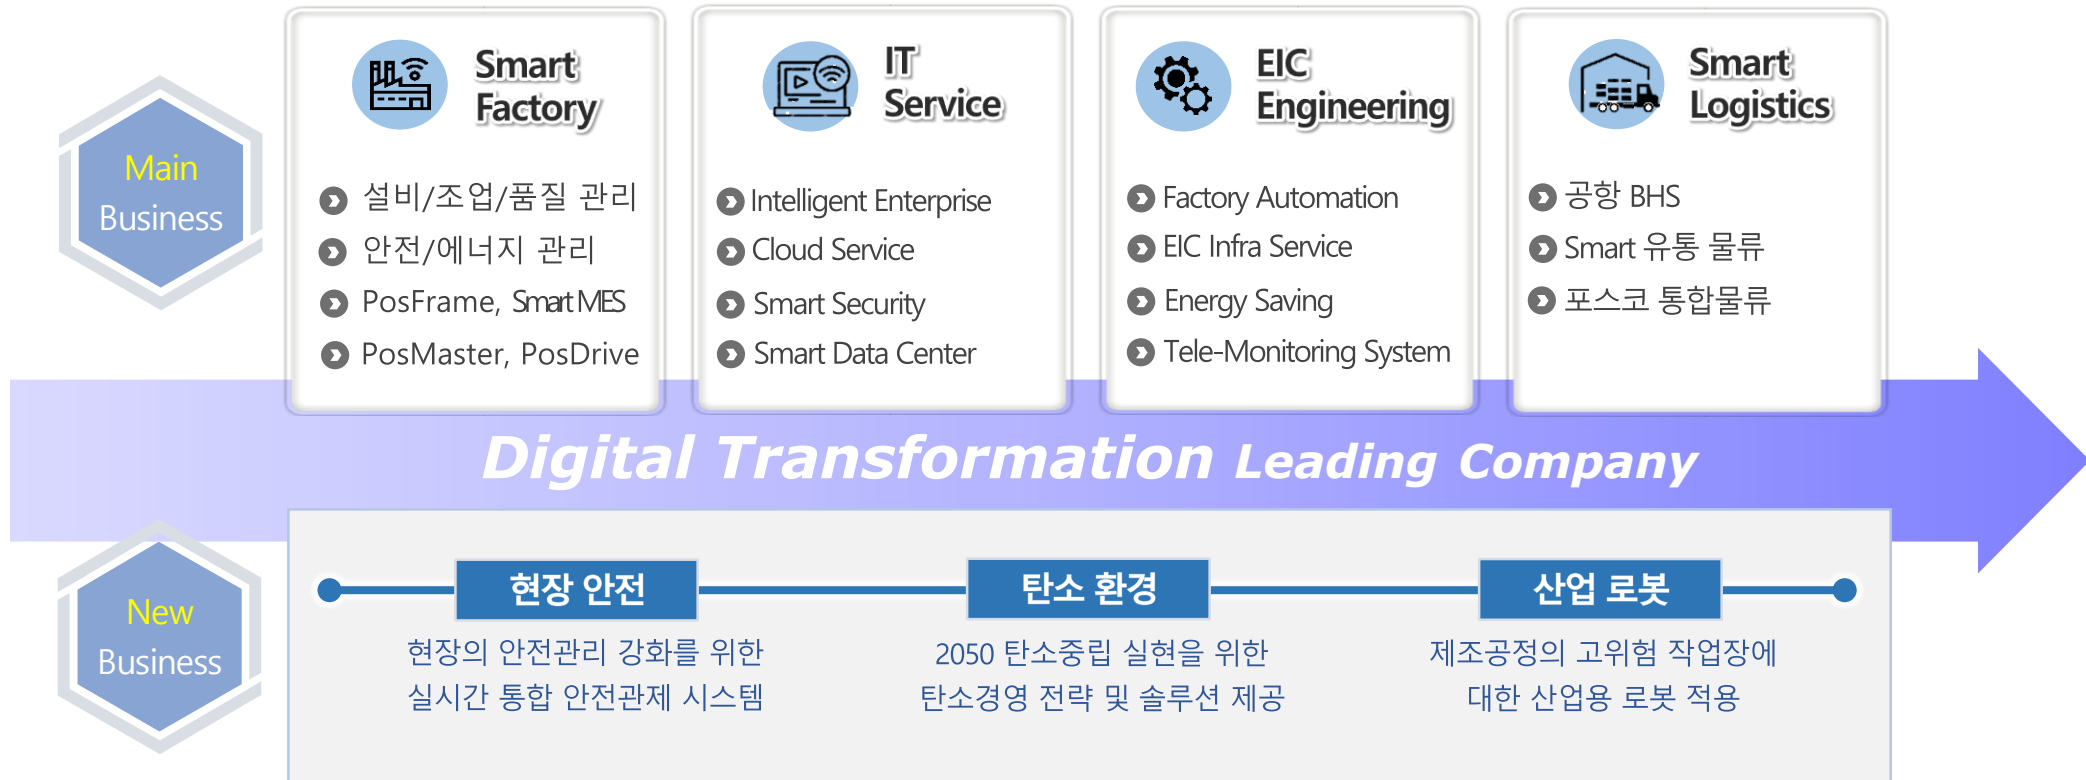 Main
Business
Smart
Factory
설비/조업/품질 관리
안전/에너지 관리
PosFrame, Smart MES
PosMaster, PosDrive
IT
Service
Intelligent Enterprise
Cloud Service
Smart Security
Smart Data Center
EIC
Engineering
Factory Automation
EIC Infra Service
Energy Saving
Tele-Monitoring System
Smart
Logistics
공항 BHS
Smart 유통 물류
포스코 통합물류
Digital Transformation Leading Company
New
Business
현장 안전
현장의 안전관리 강화를 위한
실시간 통합 안전관제 시스템
탄소 환경
2050 탄소중립 실현을 위한
탄소경영 전략 및 솔루션 제공
산업 로봇
제조공정의 고위험 작업장에
대한 산업용 로봇 적용